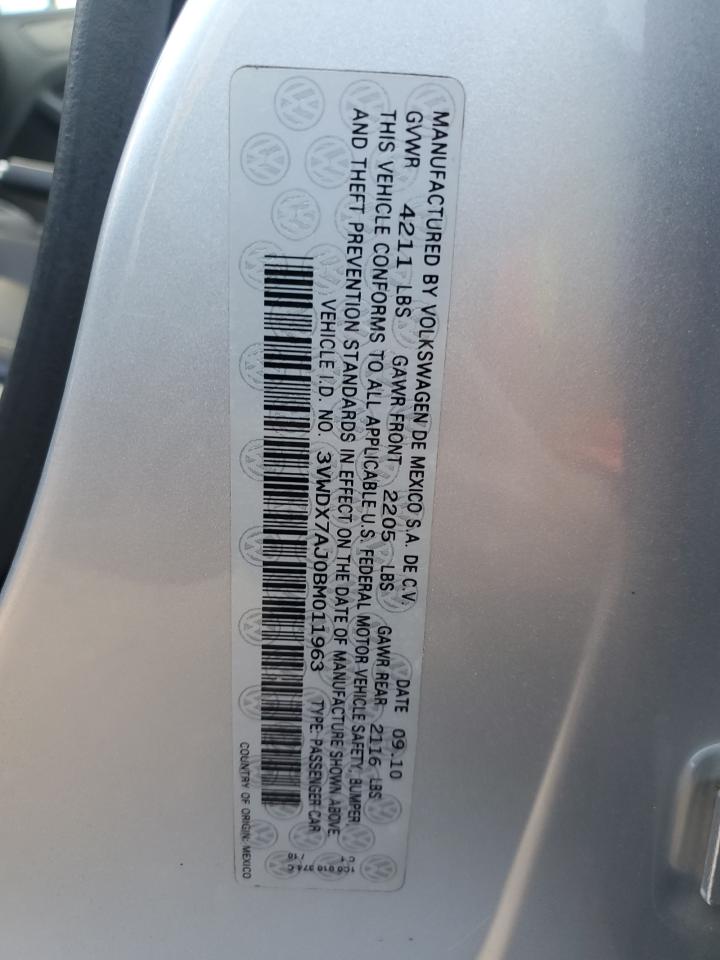 MANUFACTURED BY VOLKSWAGEN DE MEXICO S.A. DE C.V. DATE 09.10
GVWR 4211 LBS GAWR FRONT 2205 LBS GAWR REAR 2116 LBS
THIS VEHICLE CONFORMS TO ALL APPLICABLE U.S. FEDERAL MOTOR VEHICLE SAFETY, BUMPER,
AND THEFT PREVENTION STANDARDS IN EFFECT ON THE DATE OF MANUFACTURE SHOWN ABOVE.
VEHICLE I.D. NO. 3VWDX7AJ0BM011963 TYPE: PASSENGER CAR
COUNTRY OF ORIGIN: MEXICO